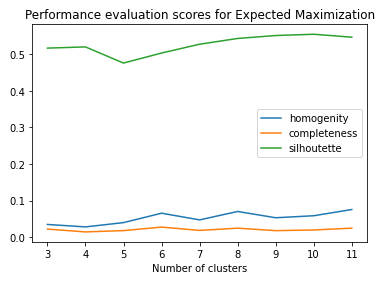 Performance evaluation scores for Expected Maximization
0.5
0.4
0.3
0.2
0.1
0.0
homogenity
completeness
silhoutette
3 4 5 6 7 8 9 10 11
Number of clusters